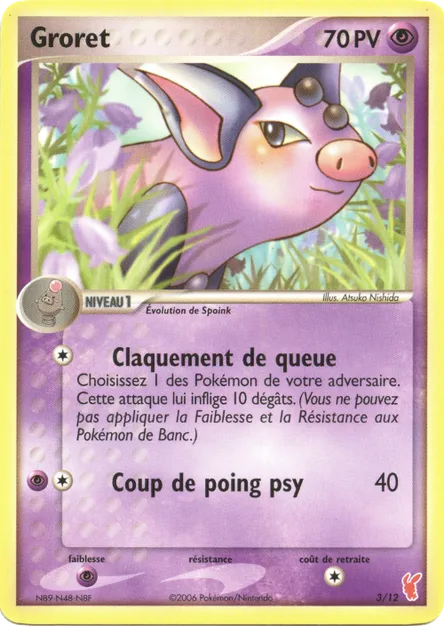 Groret 70 PV
Illus. Atsuko Nishida
NIVEAU 1
Évolution de Spoink
Claquement de queue
Choisissez 1 des Pokémon de votre adversaire.
Cette attaque lui inflige 10 dégâts. (Vous ne pouvez
pas appliquer la Faiblesse et la Résistance aux
Pokémon de Banc.)
Coup de poing psy 40
faiblesse résistance coût de retraite
N89-N48-N8F ©2006 Pokémon/Nintendo 3/12